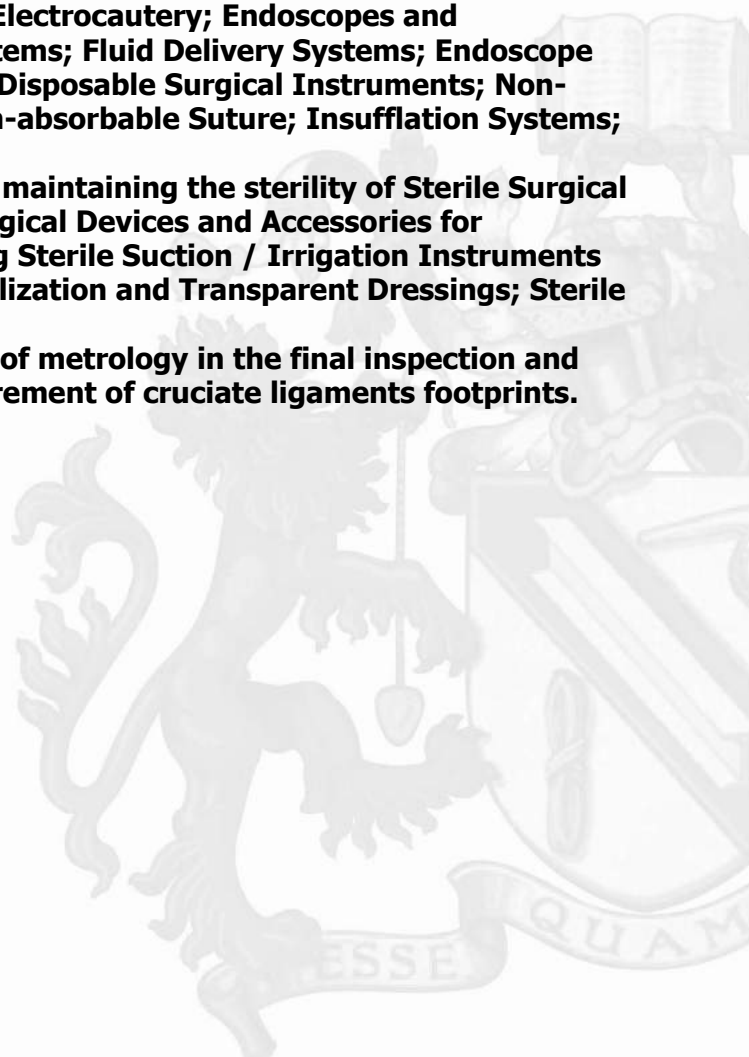 Electrocautery; Endoscopes and
tems; Fluid Delivery Systems; Endoscope
Disposable Surgical Instruments; Non-
n-absorbable Suture; Insufflation Systems;
maintaining the sterility of Sterile Surgical
gical Devices and Accessories for
g Sterile Suction / Irrigation Instruments
lization and Transparent Dressings; Sterile
of metrology in the final inspection and
rement of cruciate ligaments footprints.
ESSE QUAM